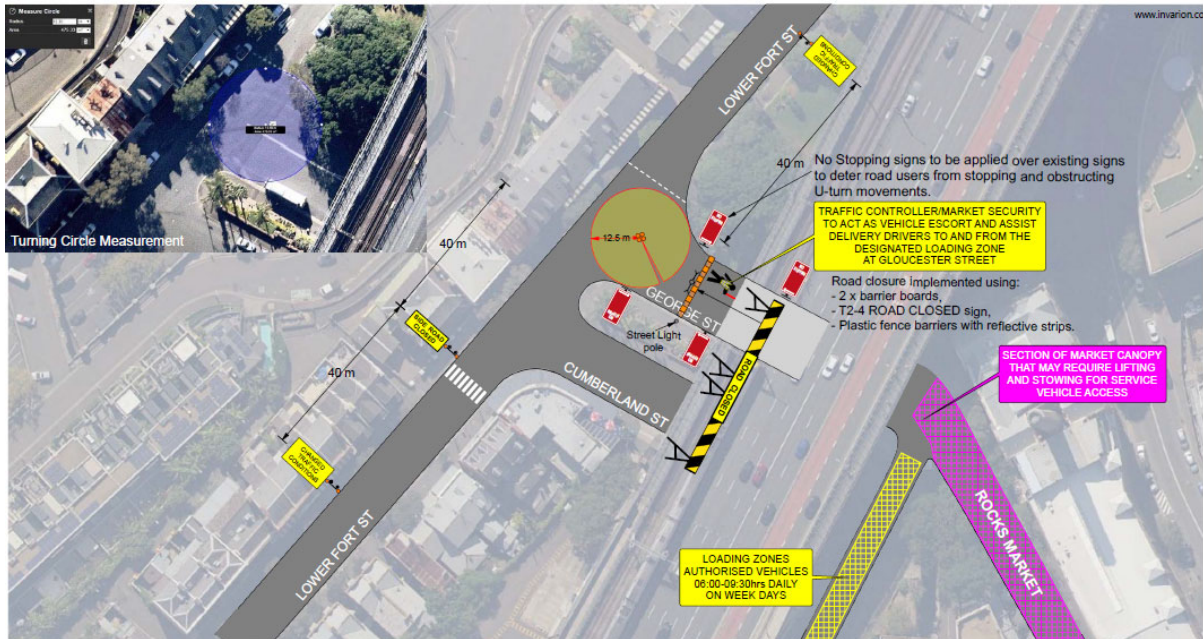 Measure Circle
Radius
Area
Turning Circle Measurement
www.invarion.co
LOWER FORT ST
CHANGED
TRAFFIC
CONDITIONS
40 m
No Stopping signs to be applied over existing signs
to deter road users from stopping and obstructing
U-turn movements.
TRAFFIC CONTROLLER/MARKET SECURITY
TO ACT AS VEHICLE ESCORT AND ASSIST
DELIVERY DRIVERS TO AND FROM THE
DESIGNATED LOADING ZONE
AT GLOUCESTER STREET
Road closure implemented using:
- 2 x barrier boards,
- T2-4 ROAD CLOSED sign,
- Plastic fence barriers with reflective strips.
12.5 m
GEORGE ST
Street Light
pole
ROAD CLOSED
CUMBERLAND ST
40 m
SIDE ROAD
CLOSED
40 m
CHANGED
TRAFFIC
CONDITIONS
LOWER FORT ST
SECTION OF MARKET CANOPY
THAT MAY REQUIRE LIFTING
AND STOWING FOR SERVICE
VEHICLE ACCESS
ROCKS MARKET
LOADING ZONES
AUTHORISED VEHICLES
06:00-09:30hrs DAILY
ON WEEK DAYS